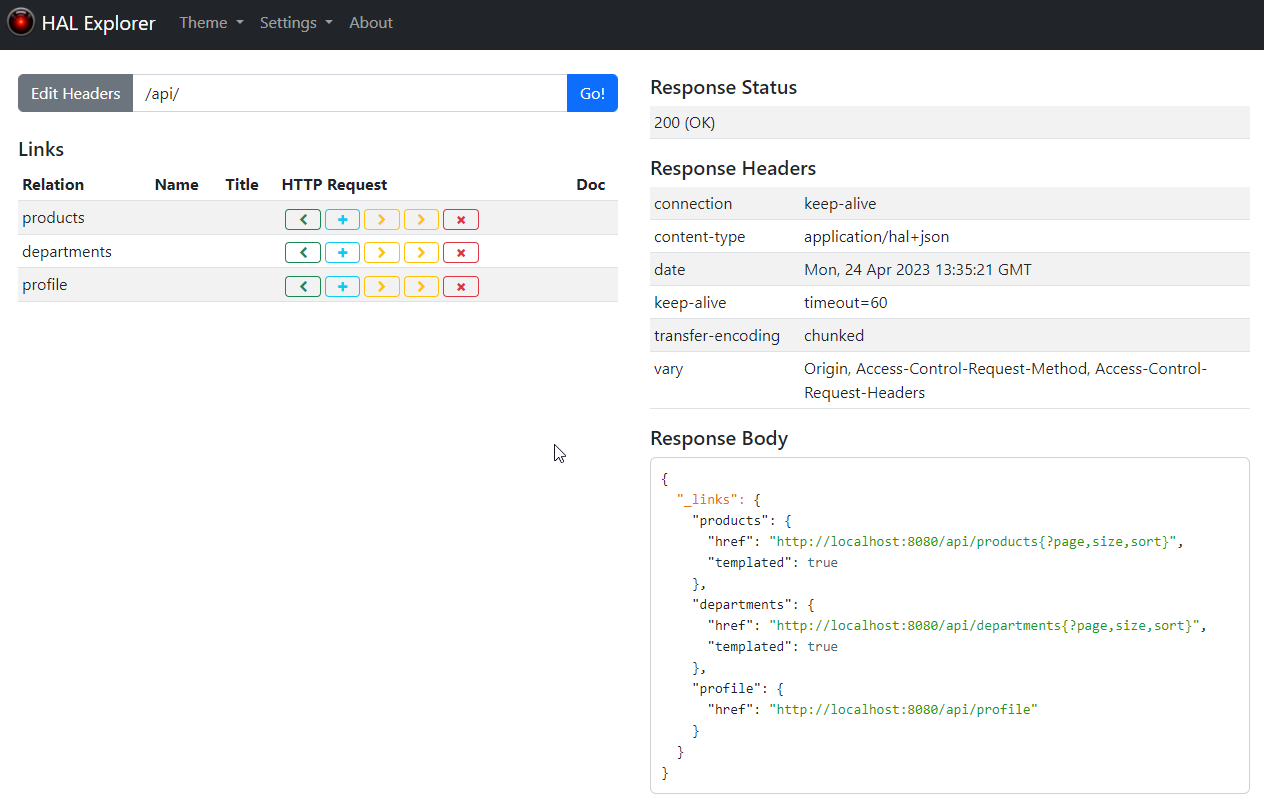 HAL Explorer Theme Settings About
Edit Headers /api/ Go!
Links
Relation Name Title HTTP Request Doc
products
departments
profile
Response Status
200 (OK)
Response Headers
connection keep-alive
content-type application/hal+json
date Mon, 24 Apr 2023 13:35:21 GMT
keep-alive timeout=60
transfer-encoding chunked
vary Origin, Access-Control-Request-Method, Access-Control-
Request-Headers
Response Body
{
  "_links": {
    "products": {
      "href": "http://localhost:8080/api/products{?page,size,sort}",
      "templated": true
    },
    "departments": {
      "href": "http://localhost:8080/api/departments{?page,size,sort}",
      "templated": true
    },
    "profile": {
      "href": "http://localhost:8080/api/profile"
    }
  }
}